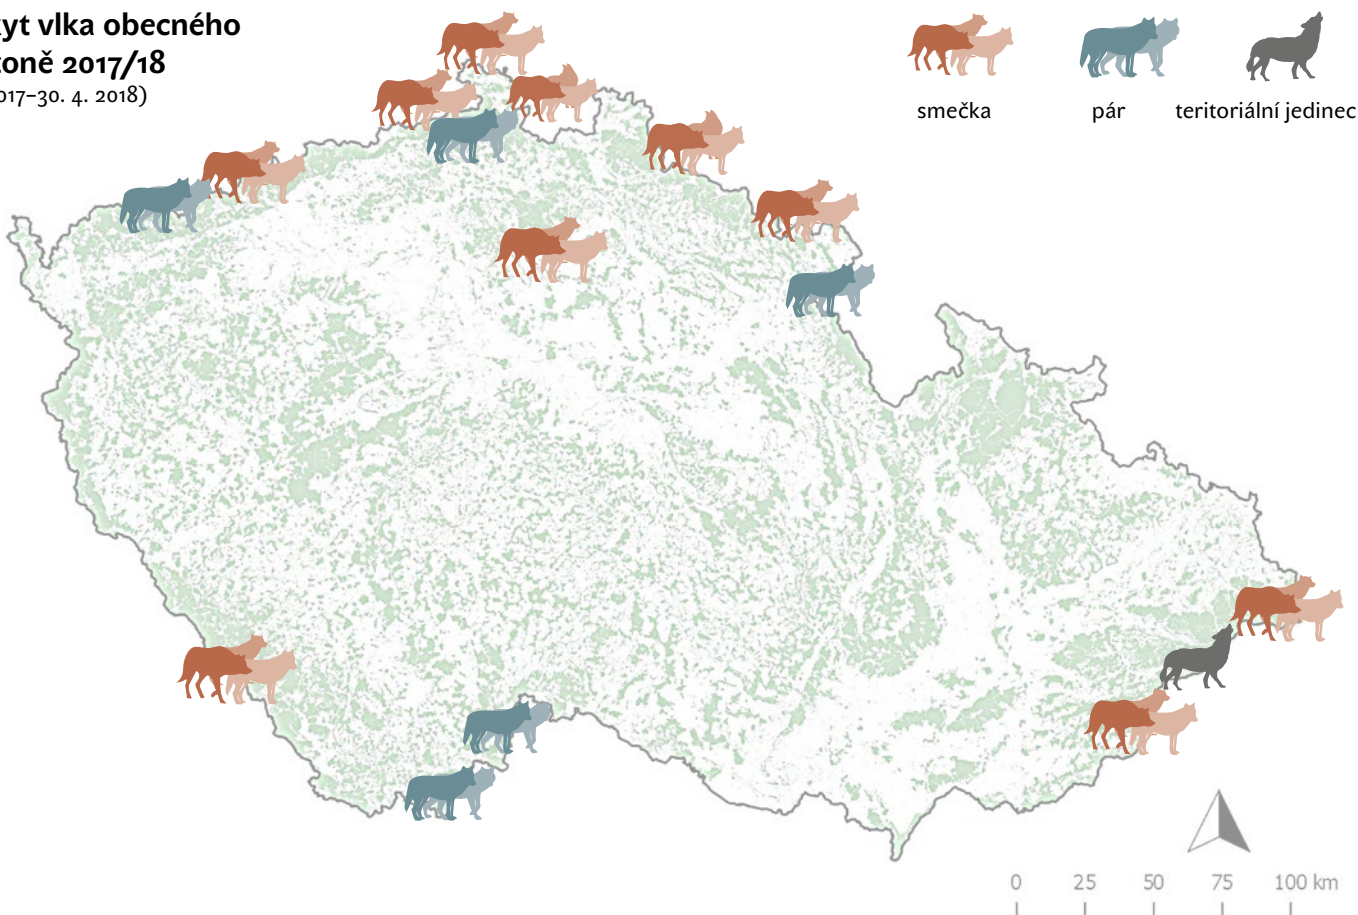 yt vlka obecného
oně 2017/18
017–30. 4. 2018)
smečka
pár
teritoriální jedinec
0 25 50 75 100 km